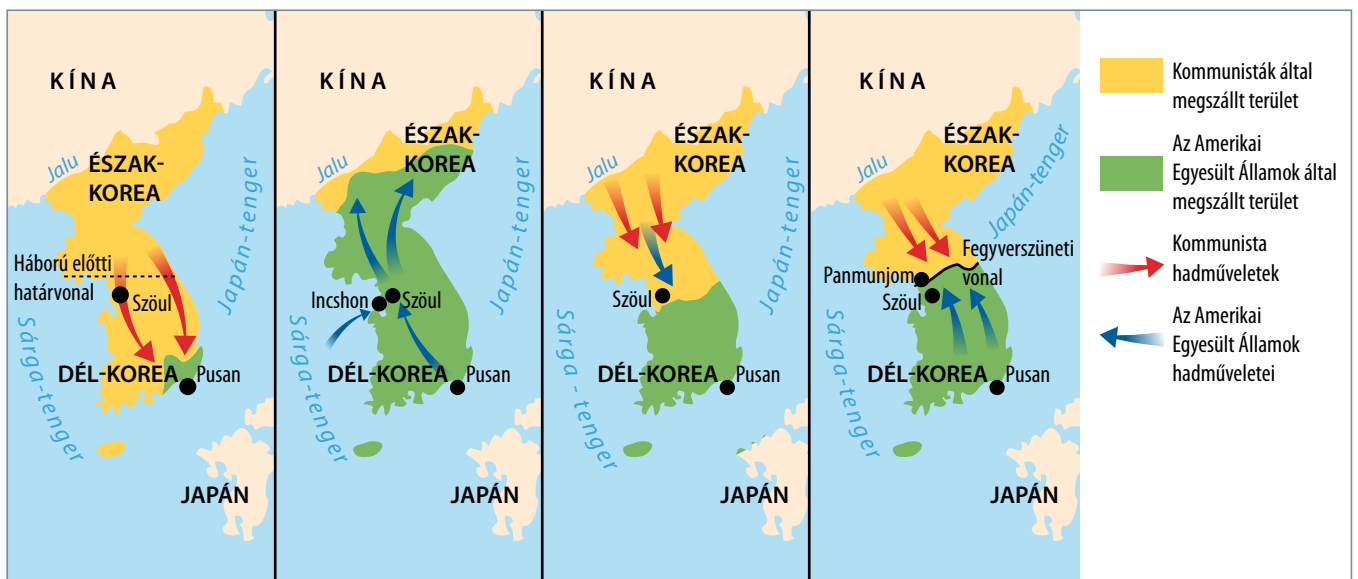 KÍNA
Jalu
ÉSZAK-
KOREA
Japán-tenger
Háború előtti
határvonal
Szöul
Sárga-tenger
DÉL-KOREA
Pusan
JAPÁN
KÍNA
Jalu
ÉSZAK-
KOREA
Japán-tenger
Incshon
Szöul
Sárga-tenger
DÉL-KOREA
Pusan
JAPÁN
KÍNA
Jalu
ÉSZAK-
KOREA
Japán-tenger
Szöul
Sárga - tenger
DÉL-KOREA
Pusan
JAPÁN
KÍNA
Jalu
ÉSZAK-
KOREA
Japán-tenger
Fegyverszüneti
vonal
Panmunjom
Szöul
Sárga-tenger
DÉL-KOREA
Pusan
JAPÁN
Kommunisták által
megszállt terület
Az Amerikai
Egyesült Államok által
megszállt terület
Kommunista
hadműveletek
Az Amerikai
Egyesült Államok
hadműveletei